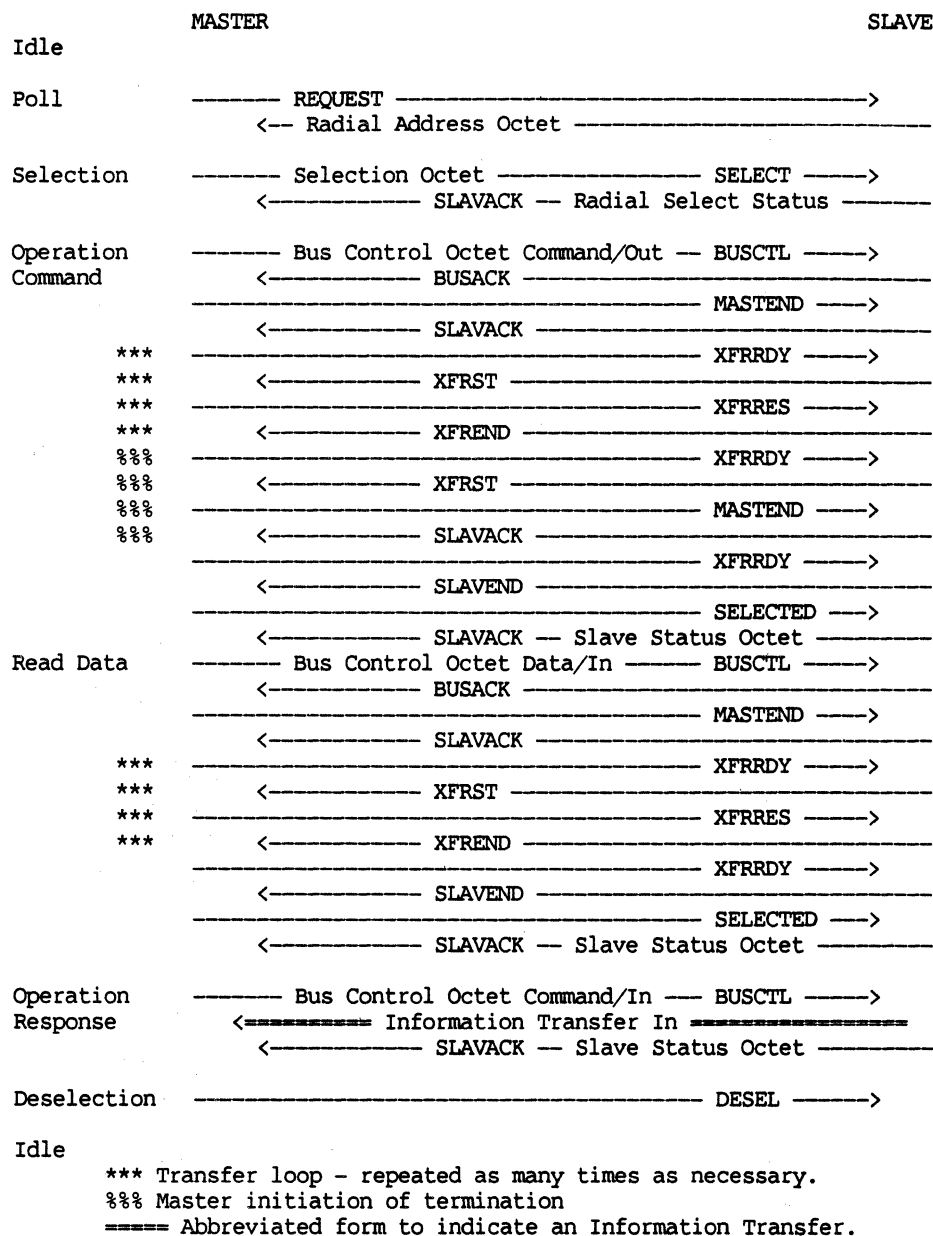 MASTER SLAVE
Idle
Poll ------- REQUEST ------------------------------------->
<-- Radial Address Octet -----------------------------
Selection ------- Selection Octet ---------------- SELECT ----->
<------------ SLAVACK -- Radial Select Status -------
Operation ------- Bus Control Octet Command/Out -- BUSCTL ----->
Command <------------ BUSACK --------------------------------
---------------------------------------- MASTEND ---->
<------------ SLAVACK -------------------------------
*** ---------------------------------------- XFRRDY ----->
*** <------------ XFRST ---------------------------------
*** ---------------------------------------- XFRRES ----->
*** <------------ XFREND --------------------------------
%%% ---------------------------------------- XFRRDY ----->
%%% <------------ XFRST ---------------------------------
%%% ---------------------------------------- MASTEND ---->
%%% <------------ SLAVACK -------------------------------
---------------------------------------- XFRRDY ----->
<------------ SLAVEND -------------------------------
---------------------------------------- SELECTED --->
<------------ SLAVACK -- Slave Status Octet ---------
Read Data ------- Bus Control Octet Data/In ------ BUSCTL ----->
<------------ BUSACK --------------------------------
---------------------------------------- MASTEND ---->
<------------ SLAVACK -------------------------------
*** ---------------------------------------- XFRRDY ----->
*** <------------ XFRST ---------------------------------
*** ---------------------------------------- XFRRES ----->
*** <------------ XFREND --------------------------------
---------------------------------------- XFRRDY ----->
<------------ SLAVEND -------------------------------
---------------------------------------- SELECTED --->
<------------ SLAVACK -- Slave Status Octet ---------
Operation ------- Bus Control Octet Command/In --- BUSCTL ----->
Response <========== Information Transfer In =================
<------------ SLAVACK -- Slave Status Octet ---------
Deselection ---------------------------------------- DESEL ------>
Idle
*** Transfer loop - repeated as many times as necessary.
%%% Master initiation of termination
===== Abbreviated form to indicate an Information Transfer.